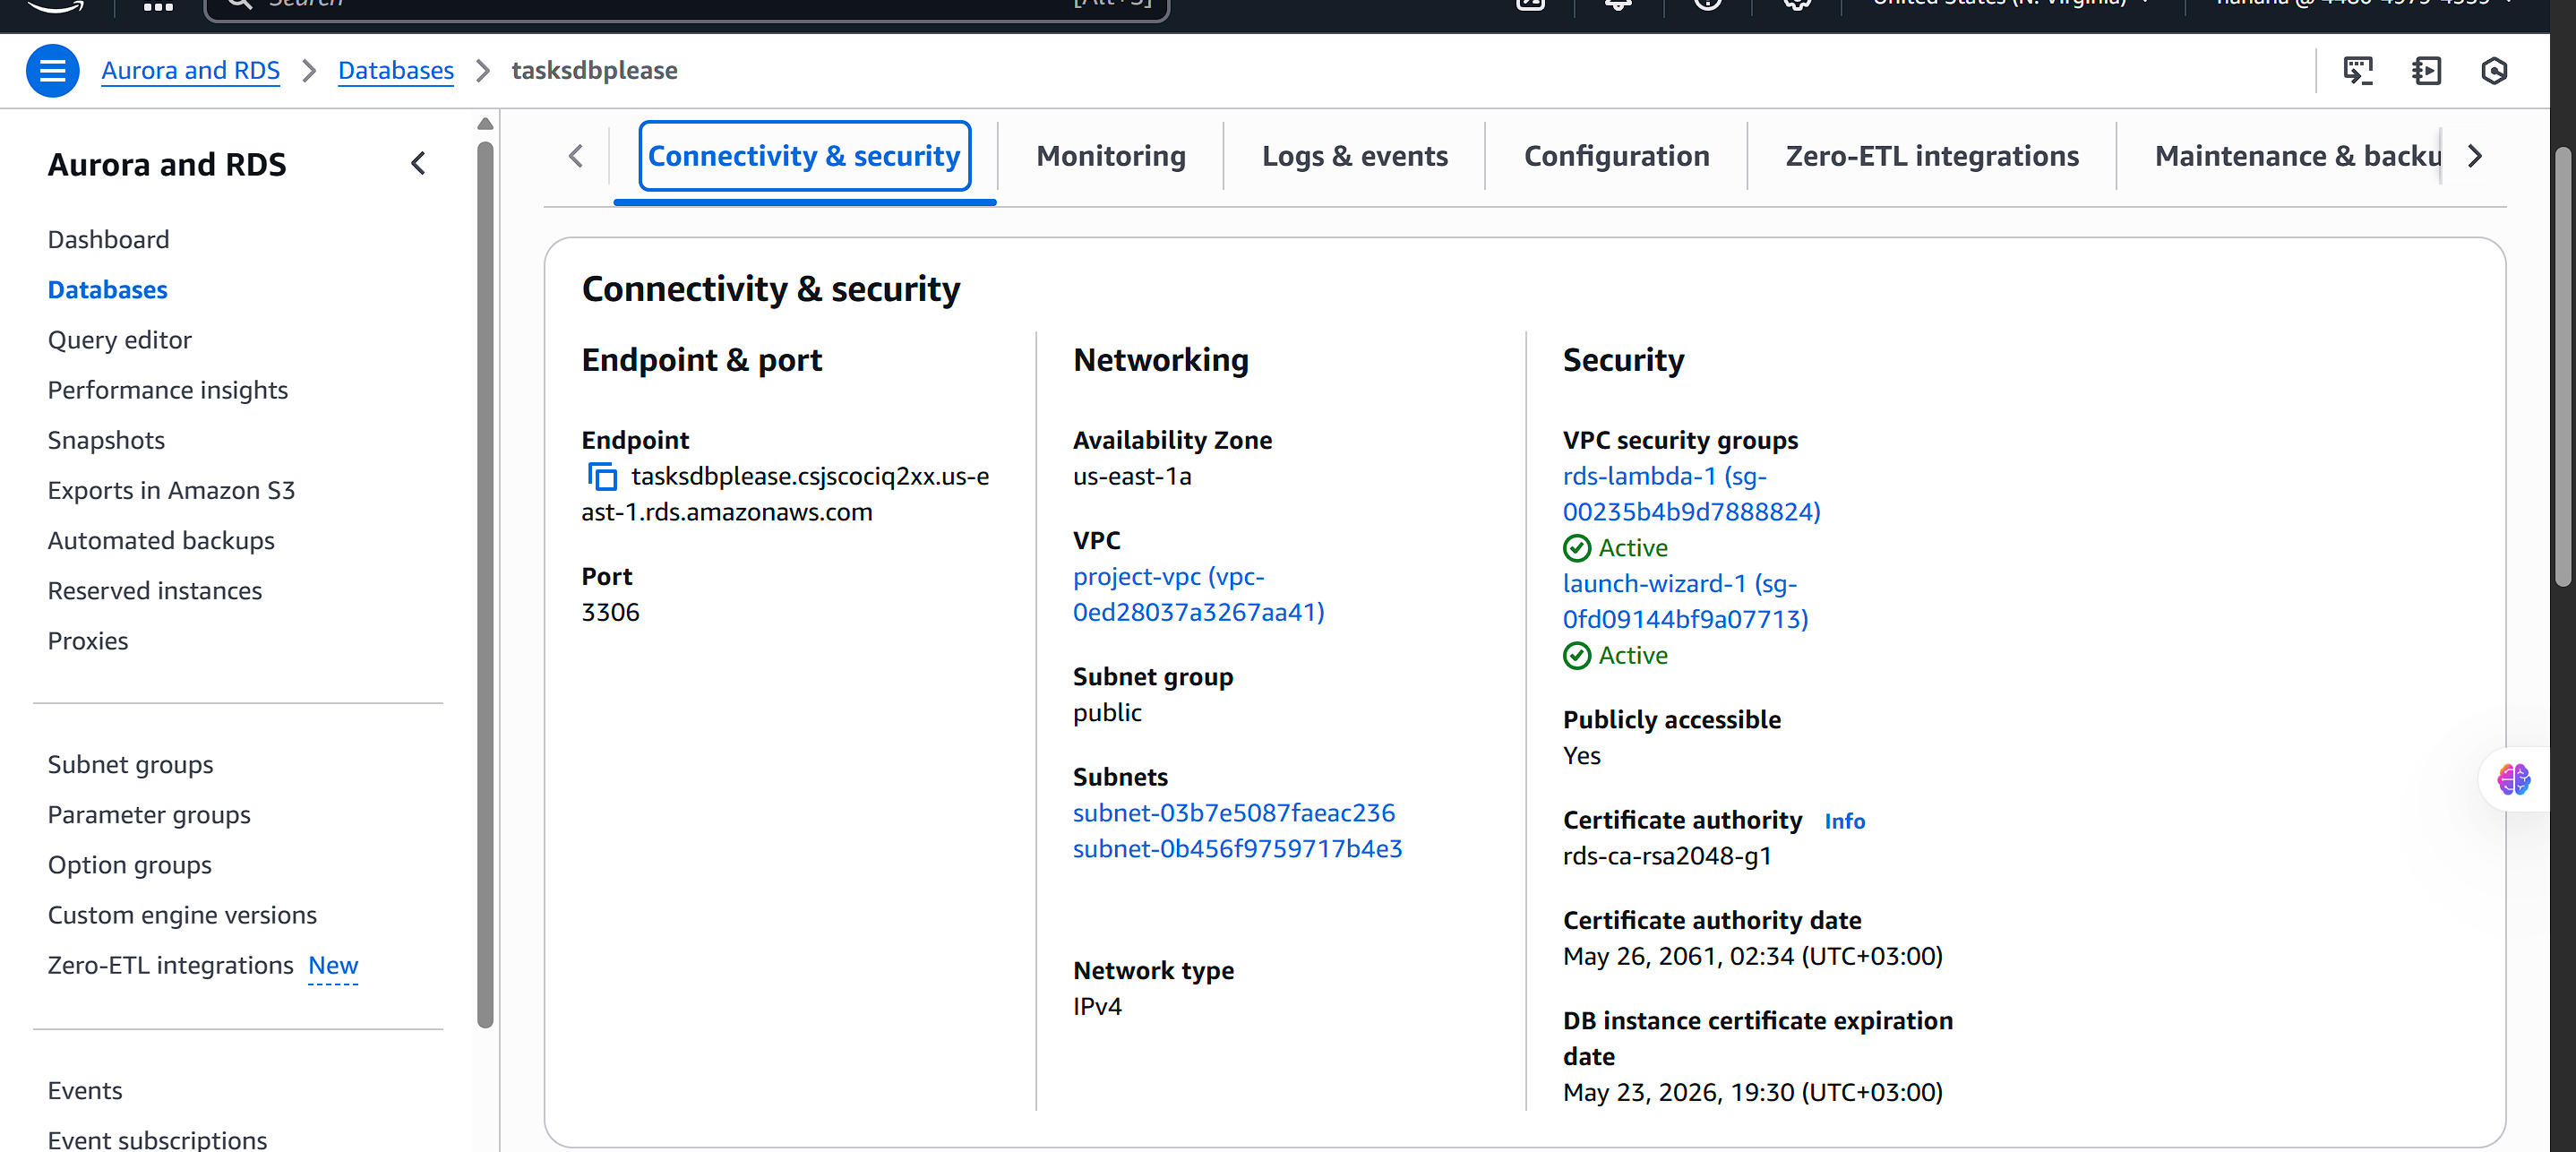 Aurora and RDS > Databases > tasksdbplease
Aurora and RDS
Dashboard
Databases
Query editor
Performance insights
Snapshots
Exports in Amazon S3
Automated backups
Reserved instances
Proxies
Subnet groups
Parameter groups
Option groups
Custom engine versions
Zero-ETL integrations New
Events
Event subscriptions
Connectivity & security
Monitoring
Logs & events
Configuration
Zero-ETL integrations
Maintenance & backu
Connectivity & security
Endpoint & port
Endpoint
tasksdbplease.csjscociq2xx.us-e
ast-1.rds.amazonaws.com
Port
3306
Networking
Availability Zone
us-east-1a
VPC
project-vpc (vpc-
0ed28037a3267aa41)
Subnet group
public
Subnets
subnet-03b7e5087faeac236
subnet-0b456f9759717b4e3
Network type
IPv4
Security
VPC security groups
rds-lambda-1 (sg-
00235b4b9d7888824)
Active
launch-wizard-1 (sg-
0fd09144bf9a07713)
Active
Publicly accessible
Yes
Certificate authority Info
rds-ca-rsa2048-g1
Certificate authority date
May 26, 2061, 02:34 (UTC+03:00)
DB instance certificate expiration
date
May 23, 2026, 19:30 (UTC+03:00)